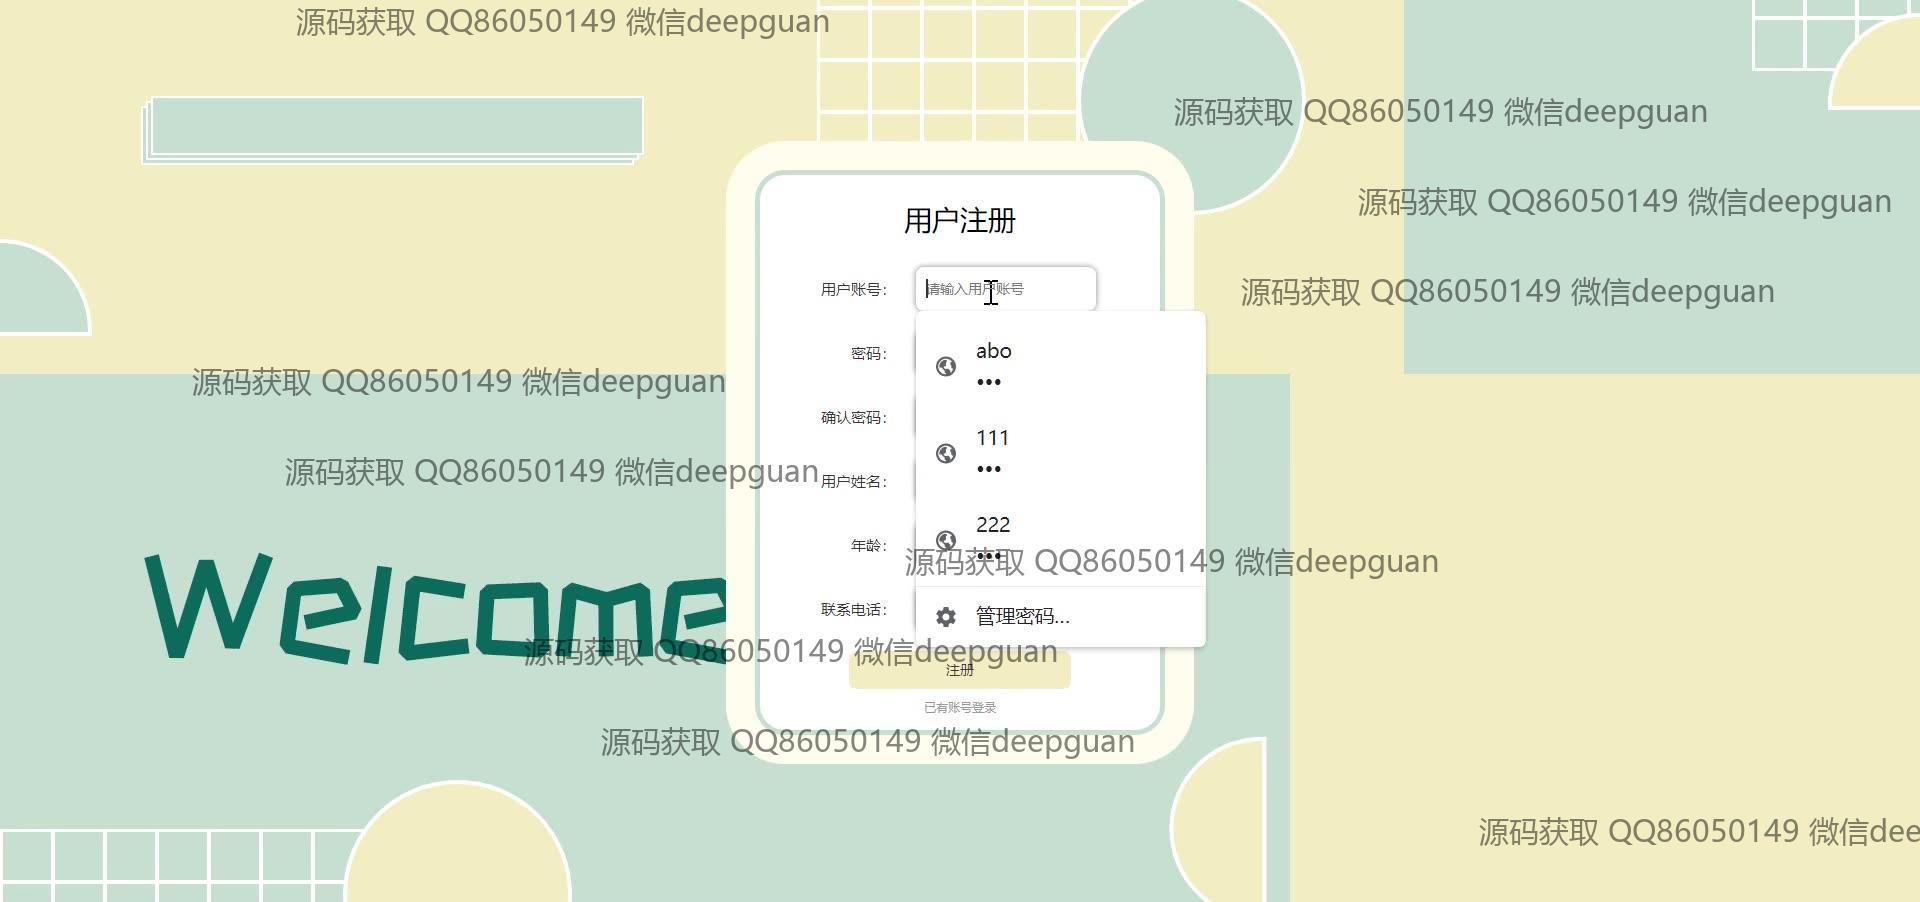 源码获取 QQ86050149 微信deepguan
源码获取 QQ86050149 微信deepguan
源码获取 QQ86050149 微信deepguan
用户注册
用户账号：
请输入用户账号
源码获取 QQ86050149 微信deepguan
密码：
abo
•••
源码获取 QQ86050149 微信deepguan
确认密码：
111
•••
源码获取 QQ86050149 微信deepguan
用户姓名：
222
•••
年龄：
源码获取 QQ86050149 微信deepguan
Welcome
联系电话：
管理密码...
源码获取 QQ86050149 微信deepguan
注册
已有账号登录
源码获取 QQ86050149 微信deepguan
源码获取 QQ86050149 微信dee